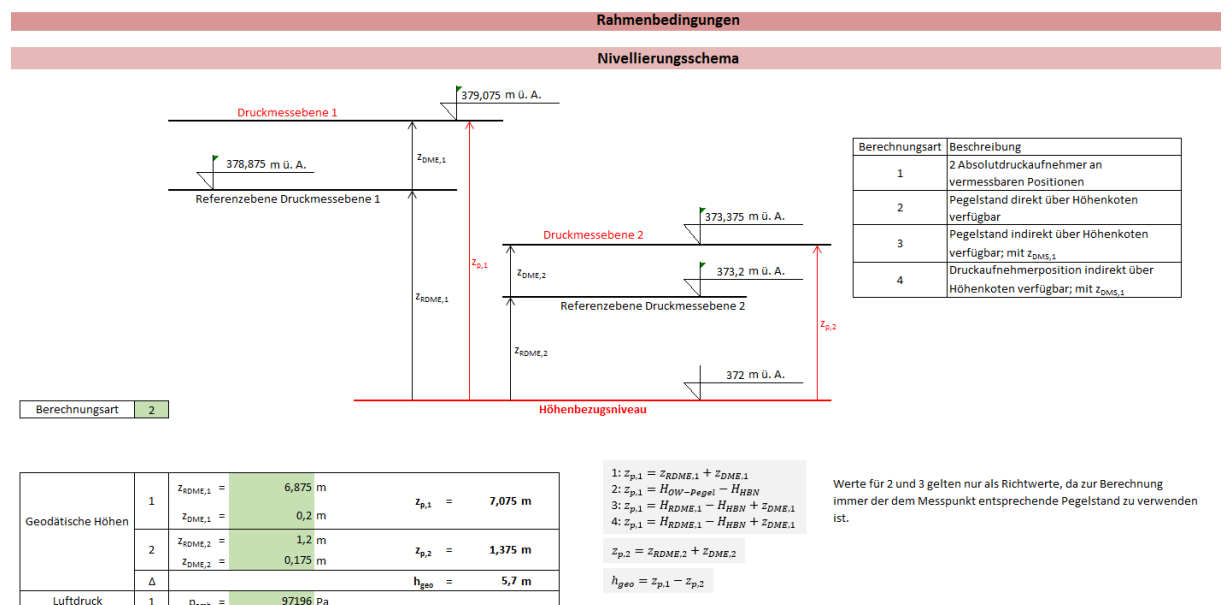 Rahmenbedingungen
Nivellierungsschema
379,075 m ü. A.
Druckmessebene 1
z_DME,1
378,875 m ü. A.
Referenzebene Druckmessebene 1
373,375 m ü. A.
Druckmessebene 2
z_p,1
z_DME,2
373,2 m ü. A.
z_RDME,1
Referenzebene Druckmessebene 2
z_p,2
z_RDME,2
372 m ü. A.
Höhenbezugsniveau
Berechnungsart Beschreibung
1 2 Absolutdruckaufnehmer an
vermessbaren Positionen
2 Pegelstand direkt über Höhenkoten
verfügbar
3 Pegelstand indirekt über Höhenkoten
verfügbar; mit z_DMS,1
4 Druckaufnehmerposition indirekt über
Höhenkoten verfügbar; mit z_DMS,1
Berechnungsart 2
Geodätische Höhen
1 z_RDME,1 = 6,875 m
z_DME,1 = 0,2 m
z_p,1 = 7,075 m
2 z_RDME,2 = 1,2 m
z_DME,2 = 0,175 m
z_p,2 = 1,375 m
Δ h_geo = 5,7 m
Luftdruck 1 p_amb = 97196 Pa
1: z_p,1 = z_RDME,1 + z_DME,1
2: z_p,1 = H_OW−Pegel − H_HBN
3: z_p,1 = H_RDME,1 − H_HBN + z_DME,1
4: z_p,1 = H_RDME,1 − H_HBN + z_DME,1
z_p,2 = z_RDME,2 + z_DME,2
h_geo = z_p,1 − z_p,2
Werte für 2 und 3 gelten nur als Richtwerte, da zur Berechnung
immer der dem Messpunkt entsprechende Pegelstand zu verwenden
ist.